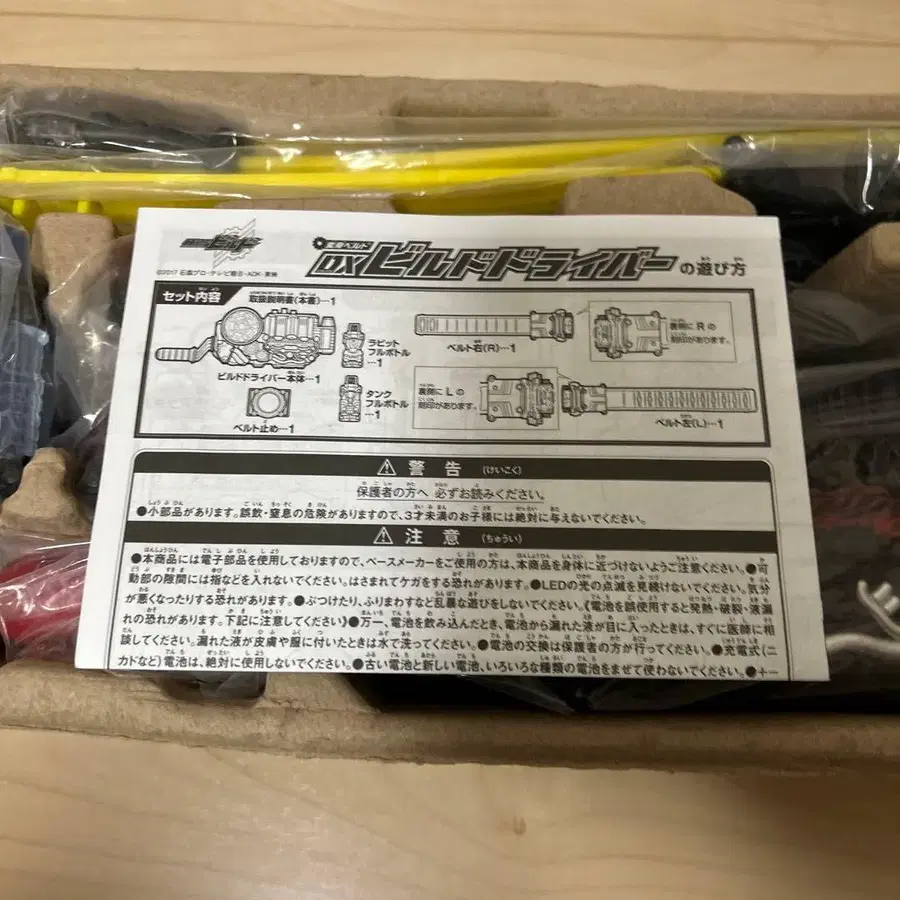 仮面ライダービルド
©2017 石森プロ・テレビ朝日・ADK・東映
変身ベルト
DXビルドドライバーの遊び方
セット内容
取扱説明書(本書)…1
ビルドドライバー本体…1
ラビット
フルボトル
…1
ベルト止め…1
タンク
フルボトル
…1
ベルト右(R)…1
裏側に R の
刻印があります。
裏側に L の
刻印があります。
ベルト左(L)…1
⚠ 警告 (けいこく)
保護者の方へ 必ずお読みください。
●小部品があります。誤飲・窒息の危険がありますので、3才未満のお子様には絶対に与えないでください。
⚠ 注意 (ちゅうい)
●本商品には電子部品を使用しておりますので、ペースメーカーをご使用の方は、本商品を身体に近づけないようご注意ください。●可
動部の隙間には指などを入れないでください。はさまれてケガをする恐れがあります。●LEDの光の点滅を見続けないでください。気分
が悪くなったりする恐れがあります。●ぶつけたり、ふりまわすなど乱暴な遊びをしないでください。《電池を誤使用すると発熱・破裂・液漏
れの恐れがあります。下記に注意してください》●万一、電池を飲み込んだとき、電池から漏れた液が目に入ったときは、すぐに医師に相
談してください。漏れた液が皮膚や服に付いたときは水で洗ってください。●電池の交換は保護者の方が行ってください。●充電式(ニ
カドなど)電池は、絶対に使用しないでください。●古い電池と新しい電池、いろいろな種類の電池をまぜて使わないでください。●十一